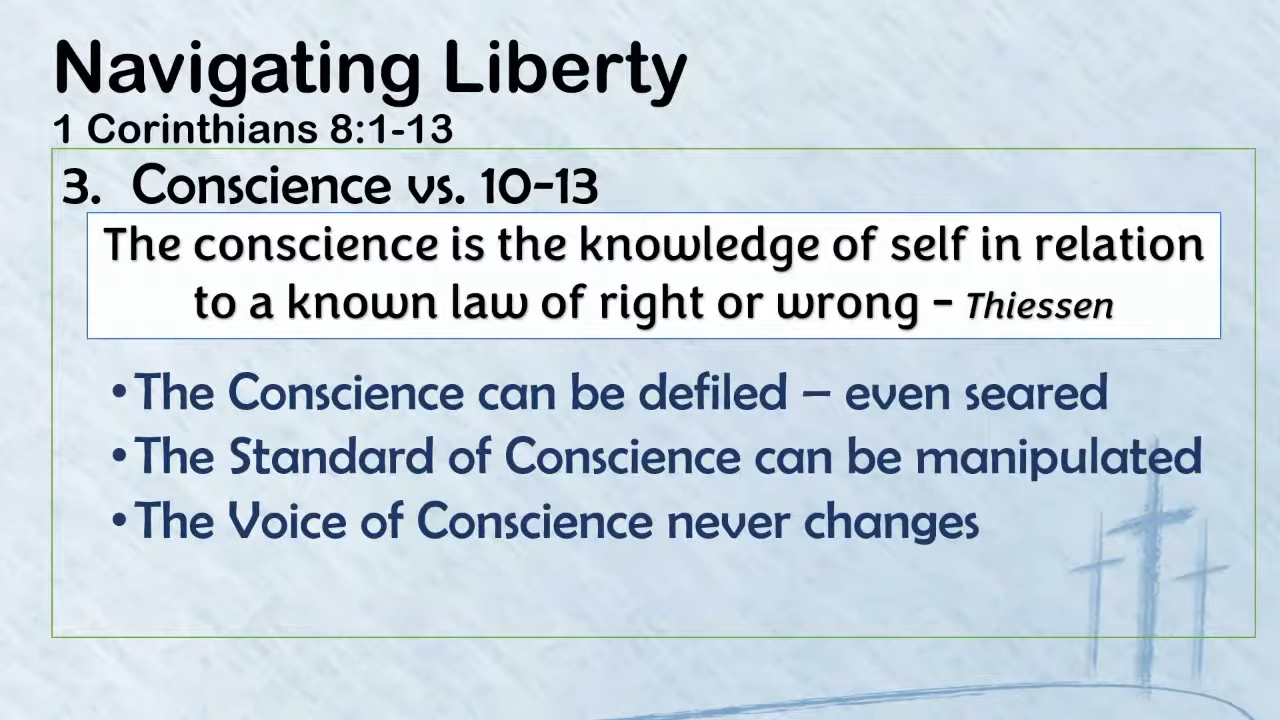 Navigating Liberty
1 Corinthians 8:1-13
3. Conscience vs. 10-13
The conscience is the knowledge of self in relation
to a known law of right or wrong – Thiessen
•The Conscience can be defiled – even seared
•The Standard of Conscience can be manipulated
•The Voice of Conscience never changes